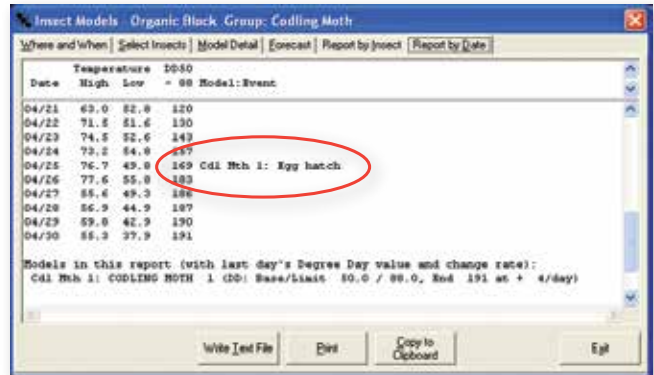 Insect Models - Organic Block Group: Codling Moth
Where and When Select Insects Model Detail Forecast Report by Insect Report by Date
Temperature DD50
Date High Low - 88 Model:Event
04/21 63.0 52.8 120
04/22 71.5 51.6 130
04/23 74.5 52.6 143
04/24 73.2 54.8 157
04/25 76.7 49.8 169 Cdl Mth 1: Egg hatch
04/26 77.6 55.8 183
04/27 55.6 49.3 186
04/28 56.9 44.9 187
04/29 59.8 42.9 190
04/30 55.3 37.9 191
Models in this report (with last day's Degree Day value and change rate):
Cdl Mth 1: CODLING MOTH 1 (DD: Base/Limit 50.0 / 88.0, End 191 at + 4/day)
Write Text File Print Copy to Clipboard Exit